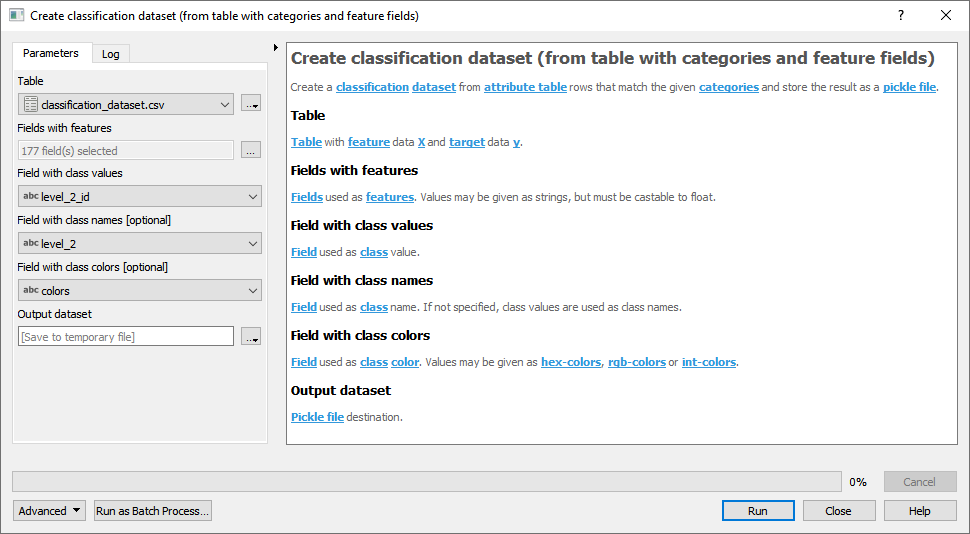 Create classification dataset (from table with categories and feature fields)
?
Parameters
Log
Table
classification_dataset.csv
...
Fields with features
177 field(s) selected
...
Field with class values
abc level_2_id
Field with class names [optional]
abc level_2
Field with class colors [optional]
abc colors
Output dataset
[Save to temporary file]
...
Create classification dataset (from table with categories and feature fields)
Create a classification dataset from attribute table rows that match the given categories and store the result as a pickle file.
Table
Table with feature data X and target data y.
Fields with features
Fields used as features. Values may be given as strings, but must be castable to float.
Field with class values
Field used as class value.
Field with class names
Field used as class name. If not specified, class values are used as class names.
Field with class colors
Field used as class color. Values may be given as hex-colors, rgb-colors or int-colors.
Output dataset
Pickle file destination.
0%
Cancel
Advanced
Run as Batch Process...
Run
Close
Help